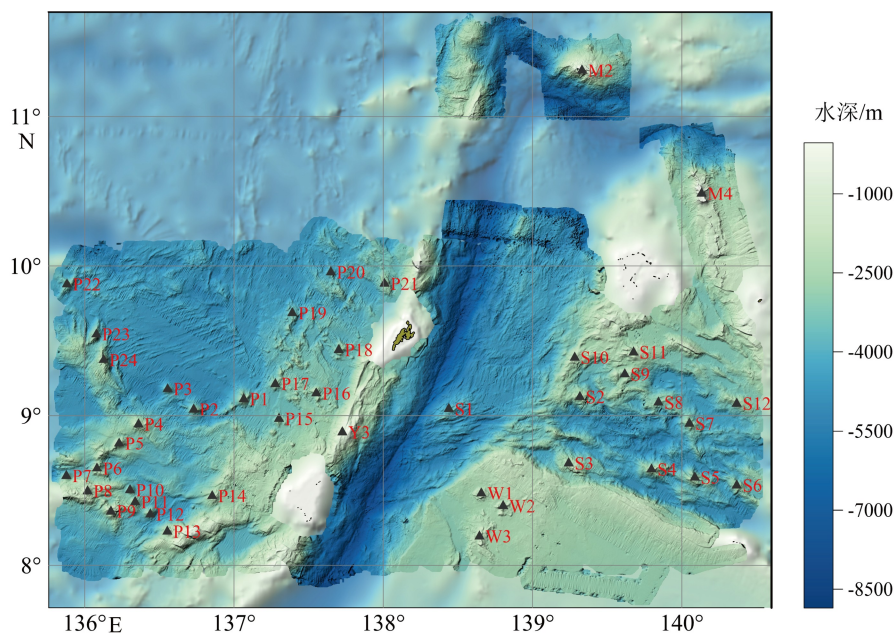 水深/m
-1000
-2500
-4000
-5500
-7000
-8500
11°
N
10°
9°
8°
136°E
137°
138°
139°
140°
M2
M4
P20
P21
P22
P19
P23
P18
P24
S11
S10
S9
P3
P17
P16
P1
P2
S1
S2
S8
S12
P15
P4
Y3
S7
P5
P6
P7
S3
S4
S5
S6
P8
P10
P14
P11
W1
W2
P9
P12
P13
W3